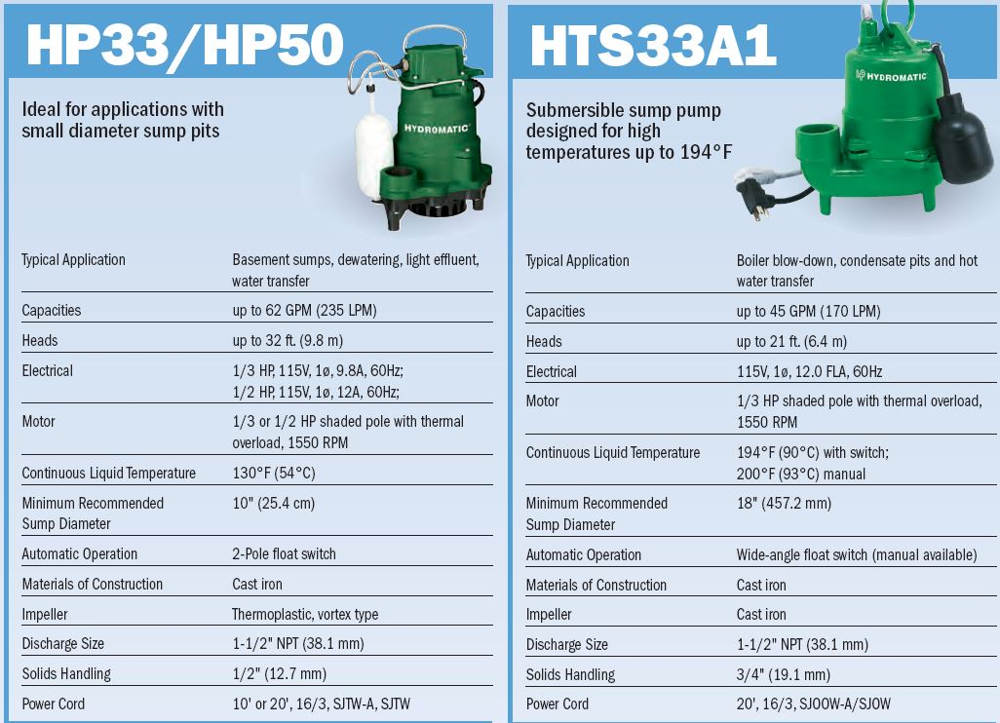 HP33/HP50
Ideal for applications with
small diameter sump pits
HYDROMATIC
Typical Application Basement sumps, dewatering, light effluent,
water transfer
Capacities up to 62 GPM (235 LPM)
Heads up to 32 ft. (9.8 m)
Electrical 1/3 HP, 115V, 1ø, 9.8A, 60Hz;
1/2 HP, 115V, 1ø, 12A, 60Hz;
Motor 1/3 or 1/2 HP shaded pole with thermal
overload, 1550 RPM
Continuous Liquid Temperature 130°F (54°C)
Minimum Recommended 10" (25.4 cm)
Sump Diameter
Automatic Operation 2-Pole float switch
Materials of Construction Cast iron
Impeller Thermoplastic, vortex type
Discharge Size 1-1/2" NPT (38.1 mm)
Solids Handling 1/2" (12.7 mm)
Power Cord 10' or 20', 16/3, SJTW-A, SJTW
HTS33A1
Submersible sump pump
designed for high
temperatures up to 194°F
HYDROMATIC
Typical Application Boiler blow-down, condensate pits and hot
water transfer
Capacities up to 45 GPM (170 LPM)
Heads up to 21 ft. (6.4 m)
Electrical 115V, 1ø, 12.0 FLA, 60Hz
Motor 1/3 HP shaded pole with thermal overload,
1550 RPM
Continuous Liquid Temperature 194°F (90°C) with switch;
200°F (93°C) manual
Minimum Recommended 18" (457.2 mm)
Sump Diameter
Automatic Operation Wide-angle float switch (manual available)
Materials of Construction Cast iron
Impeller Cast iron
Discharge Size 1-1/2" NPT (38.1 mm)
Solids Handling 3/4" (19.1 mm)
Power Cord 20', 16/3, SJOOW-A/SJOW